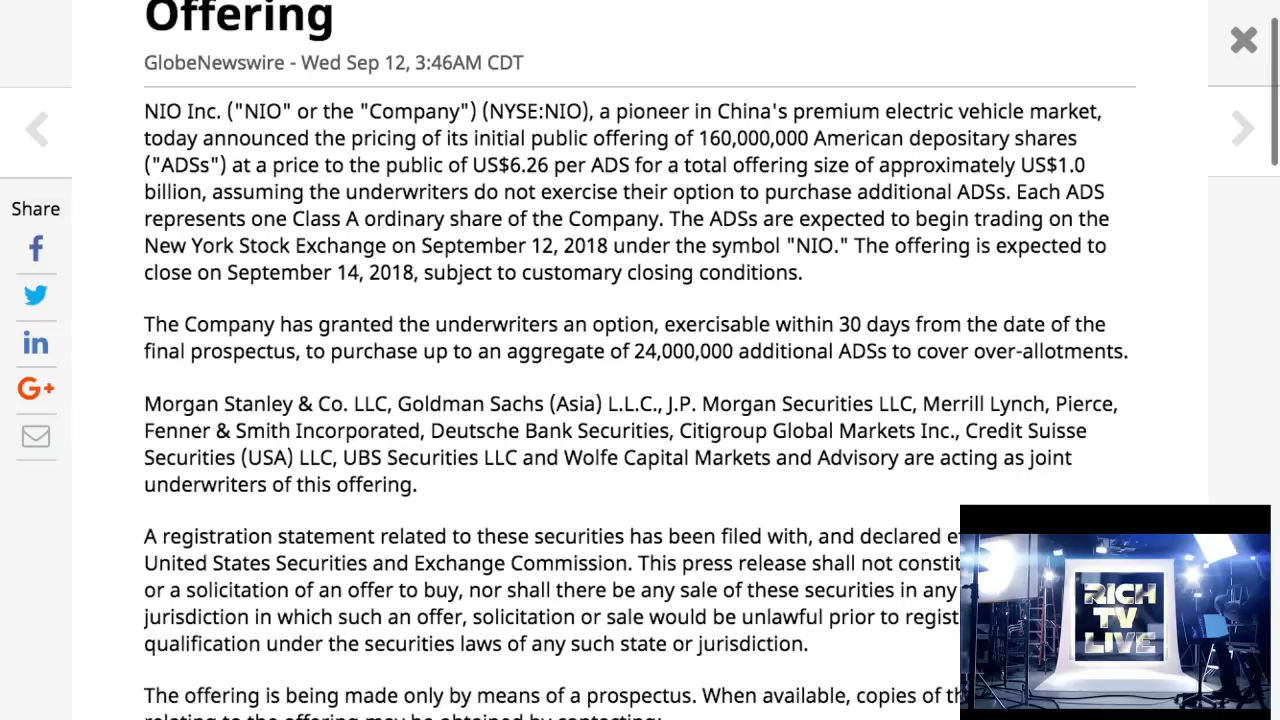 Offering
GlobeNewswire - Wed Sep 12, 3:46AM CDT
NIO Inc. ("NIO" or the "Company") (NYSE:NIO), a pioneer in China's premium electric vehicle market,
today announced the pricing of its initial public offering of 160,000,000 American depositary shares
("ADSs") at a price to the public of US$6.26 per ADS for a total offering size of approximately US$1.0
billion, assuming the underwriters do not exercise their option to purchase additional ADSs. Each ADS
represents one Class A ordinary share of the Company. The ADSs are expected to begin trading on the
New York Stock Exchange on September 12, 2018 under the symbol "NIO." The offering is expected to
close on September 14, 2018, subject to customary closing conditions.
The Company has granted the underwriters an option, exercisable within 30 days from the date of the
final prospectus, to purchase up to an aggregate of 24,000,000 additional ADSs to cover over-allotments.
Morgan Stanley & Co. LLC, Goldman Sachs (Asia) L.L.C., J.P. Morgan Securities LLC, Merrill Lynch, Pierce,
Fenner & Smith Incorporated, Deutsche Bank Securities, Citigroup Global Markets Inc., Credit Suisse
Securities (USA) LLC, UBS Securities LLC and Wolfe Capital Markets and Advisory are acting as joint
underwriters of this offering.
A registration statement related to these securities has been filed with, and declared
United States Securities and Exchange Commission. This press release shall not
or a solicitation of an offer to buy, nor shall there be any sale of these securities in any
jurisdiction in which such an offer, solicitation or sale would be unlawful prior to
qualification under the securities laws of any such state or jurisdiction.
The offering is being made only by means of a prospectus. When available, copies of
relating to the offering may be obtained by contacting:
Share
RICH
TV
LIVE